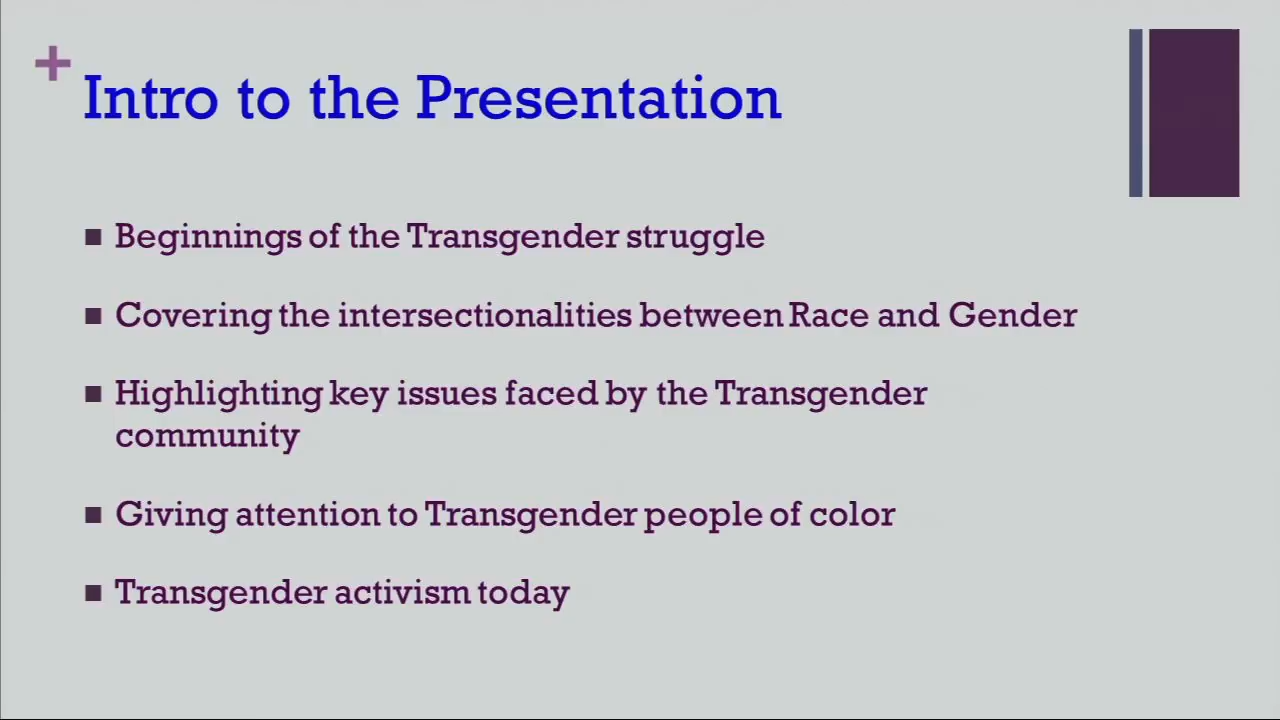 + Intro to the Presentation
■ Beginnings of the Transgender struggle
■ Covering the intersectionalities between Race and Gender
■ Highlighting key issues faced by the Transgender
community
■ Giving attention to Transgender people of color
■ Transgender activism today